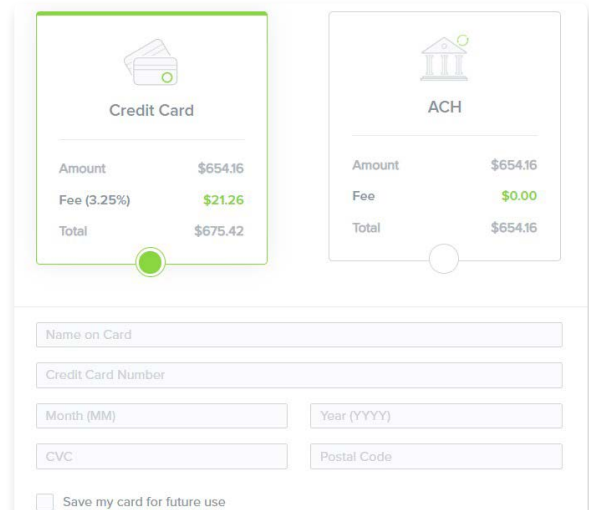 Credit Card
Amount $654.16
Fee (3.25%) $21.26
Total $675.42
ACH
Amount $654.16
Fee $0.00
Total $654.16
Name on Card
Credit Card Number
Month (MM) Year (YYYY)
CVC Postal Code
Save my card for future use